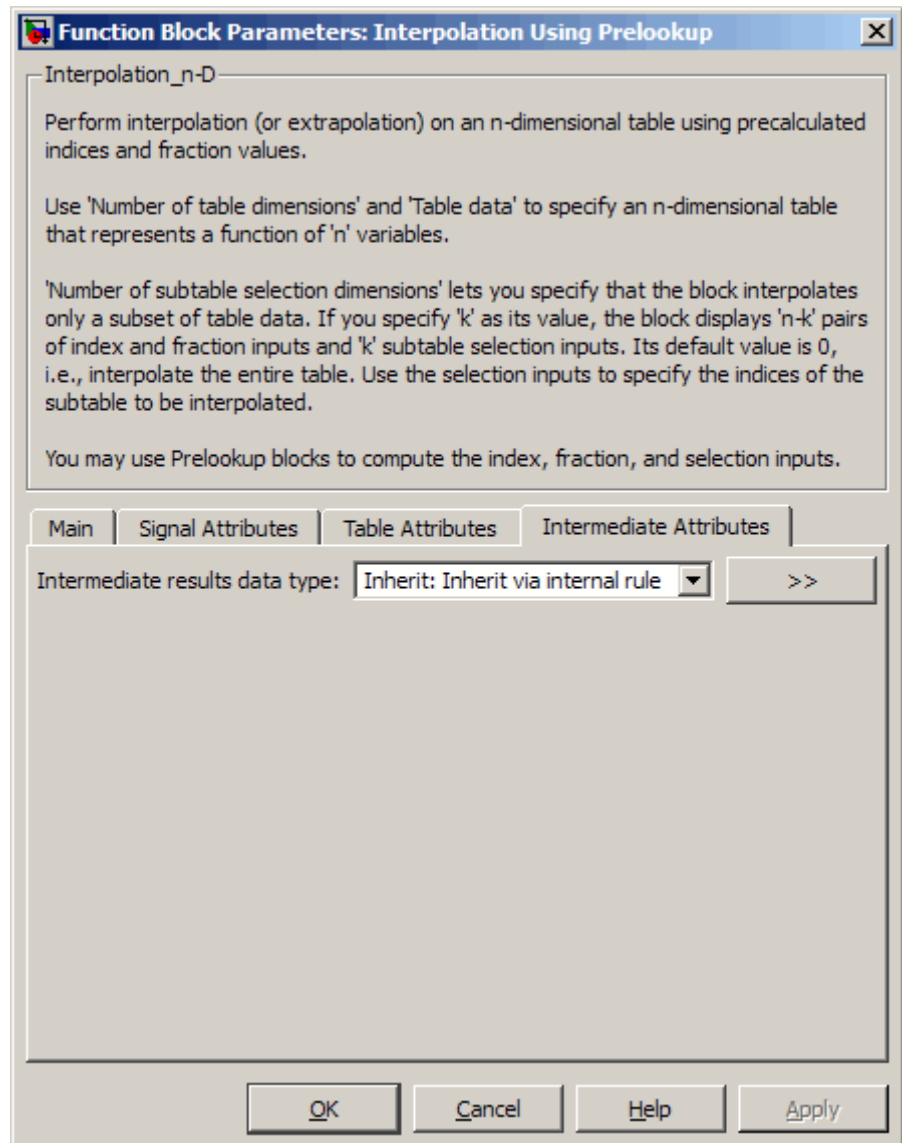 Function Block Parameters: Interpolation Using Prelookup
Interpolation_n-D
Perform interpolation (or extrapolation) on an n-dimensional table using precalculated
indices and fraction values.
Use 'Number of table dimensions' and 'Table data' to specify an n-dimensional table
that represents a function of 'n' variables.
'Number of subtable selection dimensions' lets you specify that the block interpolates
only a subset of table data. If you specify 'k' as its value, the block displays 'n-k' pairs
of index and fraction inputs and 'k' subtable selection inputs. Its default value is 0,
i.e., interpolate the entire table. Use the selection inputs to specify the indices of the
subtable to be interpolated.
You may use Prelookup blocks to compute the index, fraction, and selection inputs.
Main Signal Attributes Table Attributes Intermediate Attributes
Intermediate results data type: Inherit: Inherit via internal rule >>
OK Cancel Help Apply